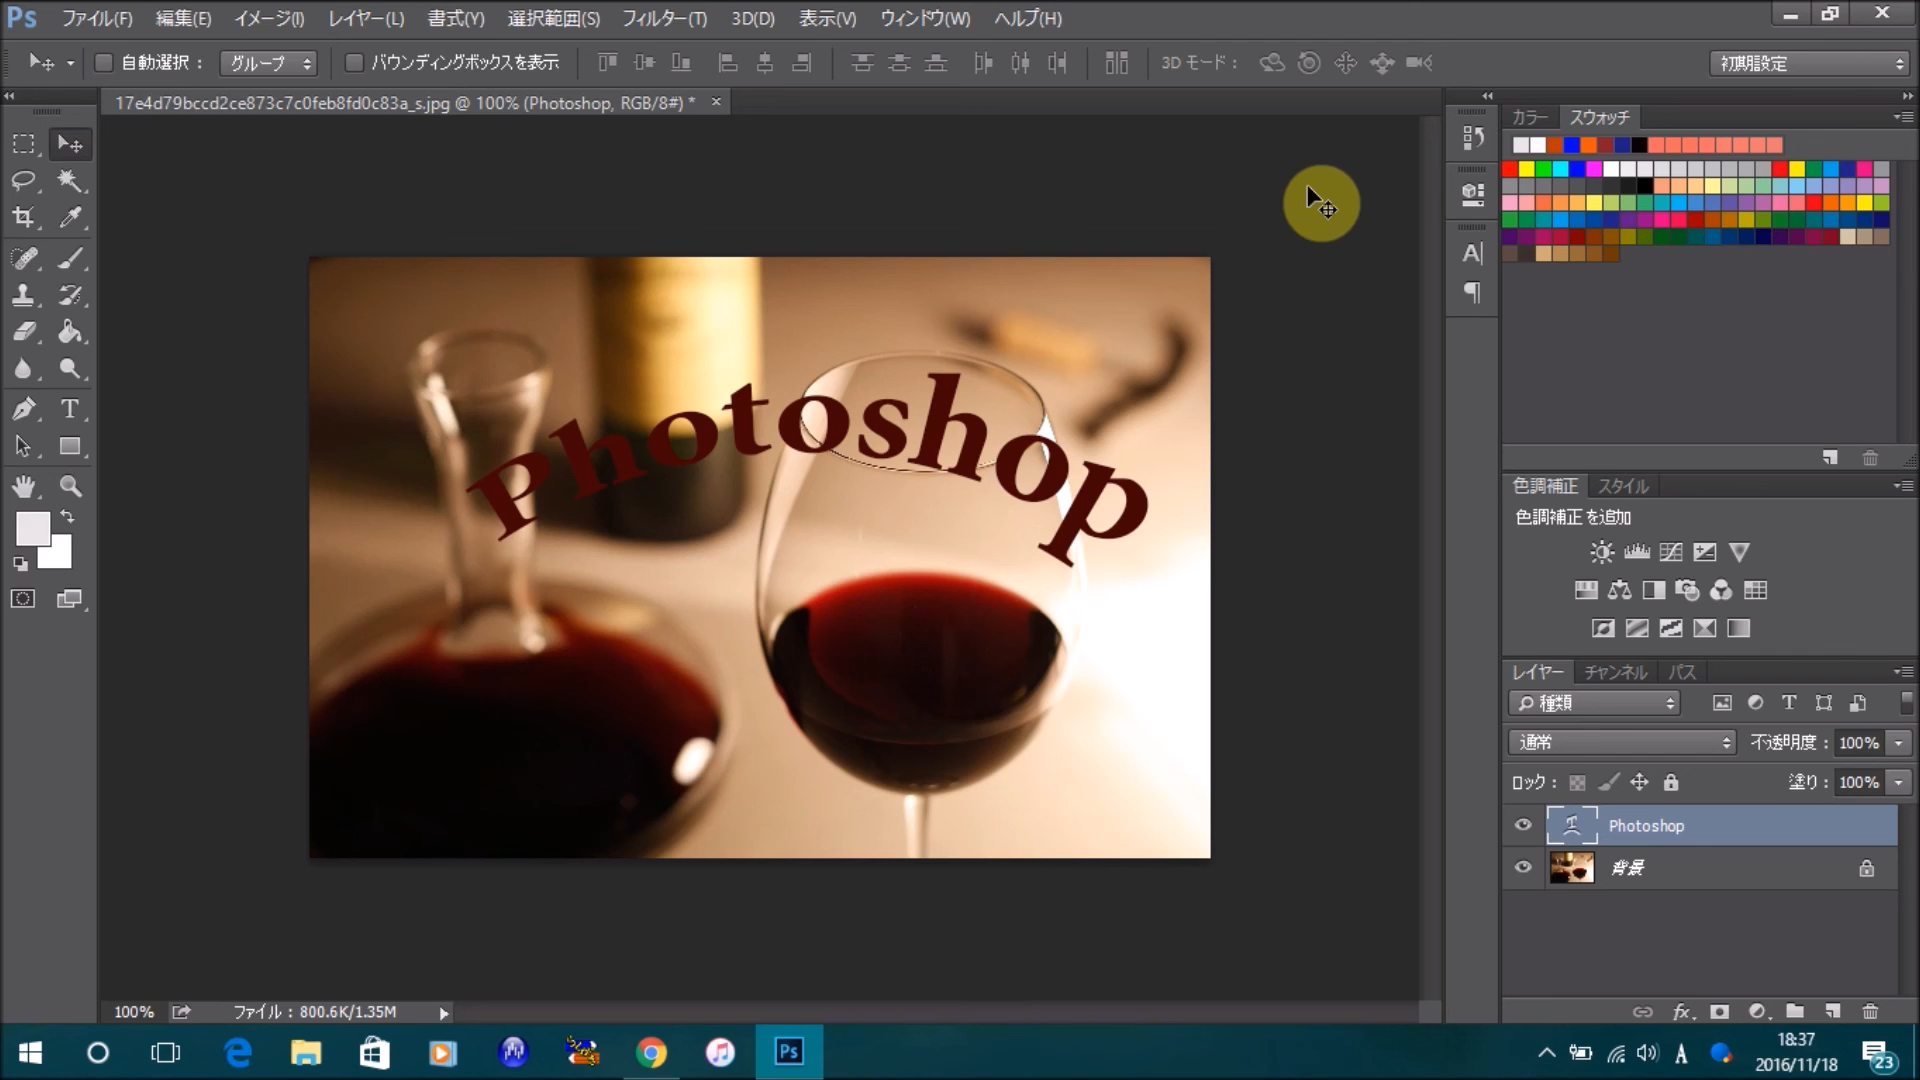 Ps ファイル(F) 編集(E) イメージ(I) レイヤー(L) 書式(Y) 選択範囲(S) フィルター(T) 3D(D) 表示(V) ウィンドウ(W) ヘルプ(H)
自動選択： グループ バウンディングボックスを表示 3D モード： 初期設定
17e4d79bccd2ce873c7c0feb8fd0c83a_s.jpg @ 100% (Photoshop, RGB/8#) * ×
カラー スウォッチ
Photoshop
色調補正 スタイル
色調補正を追加
レイヤー チャンネル パス
種類
通常 不透明度： 100%
ロック： 塗り： 100%
Photoshop
背景
100% ファイル：800.6K/1.35M
Ps
A
18:37
2016/11/18
23